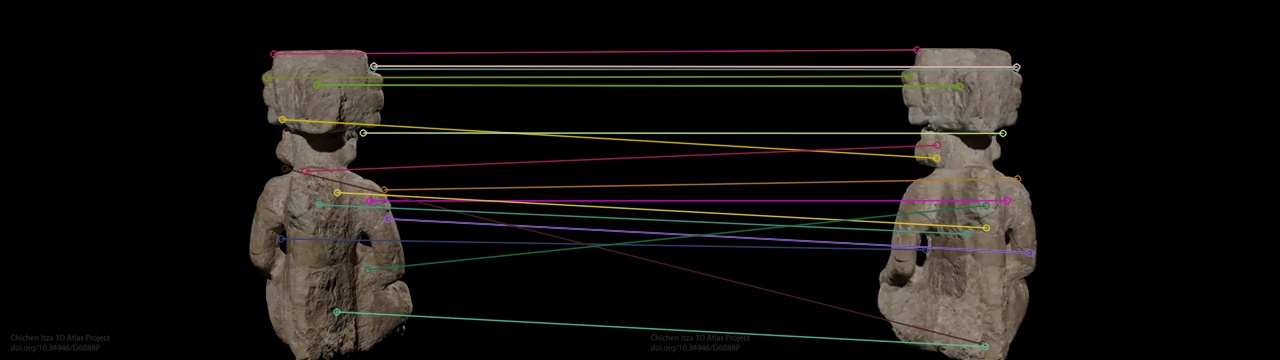 Chichen Itza 3D Atlas Project
doi.org/10.34946/D6B88P
Chichen Itza 3D Atlas Project
doi.org/10.34946/D6B88P